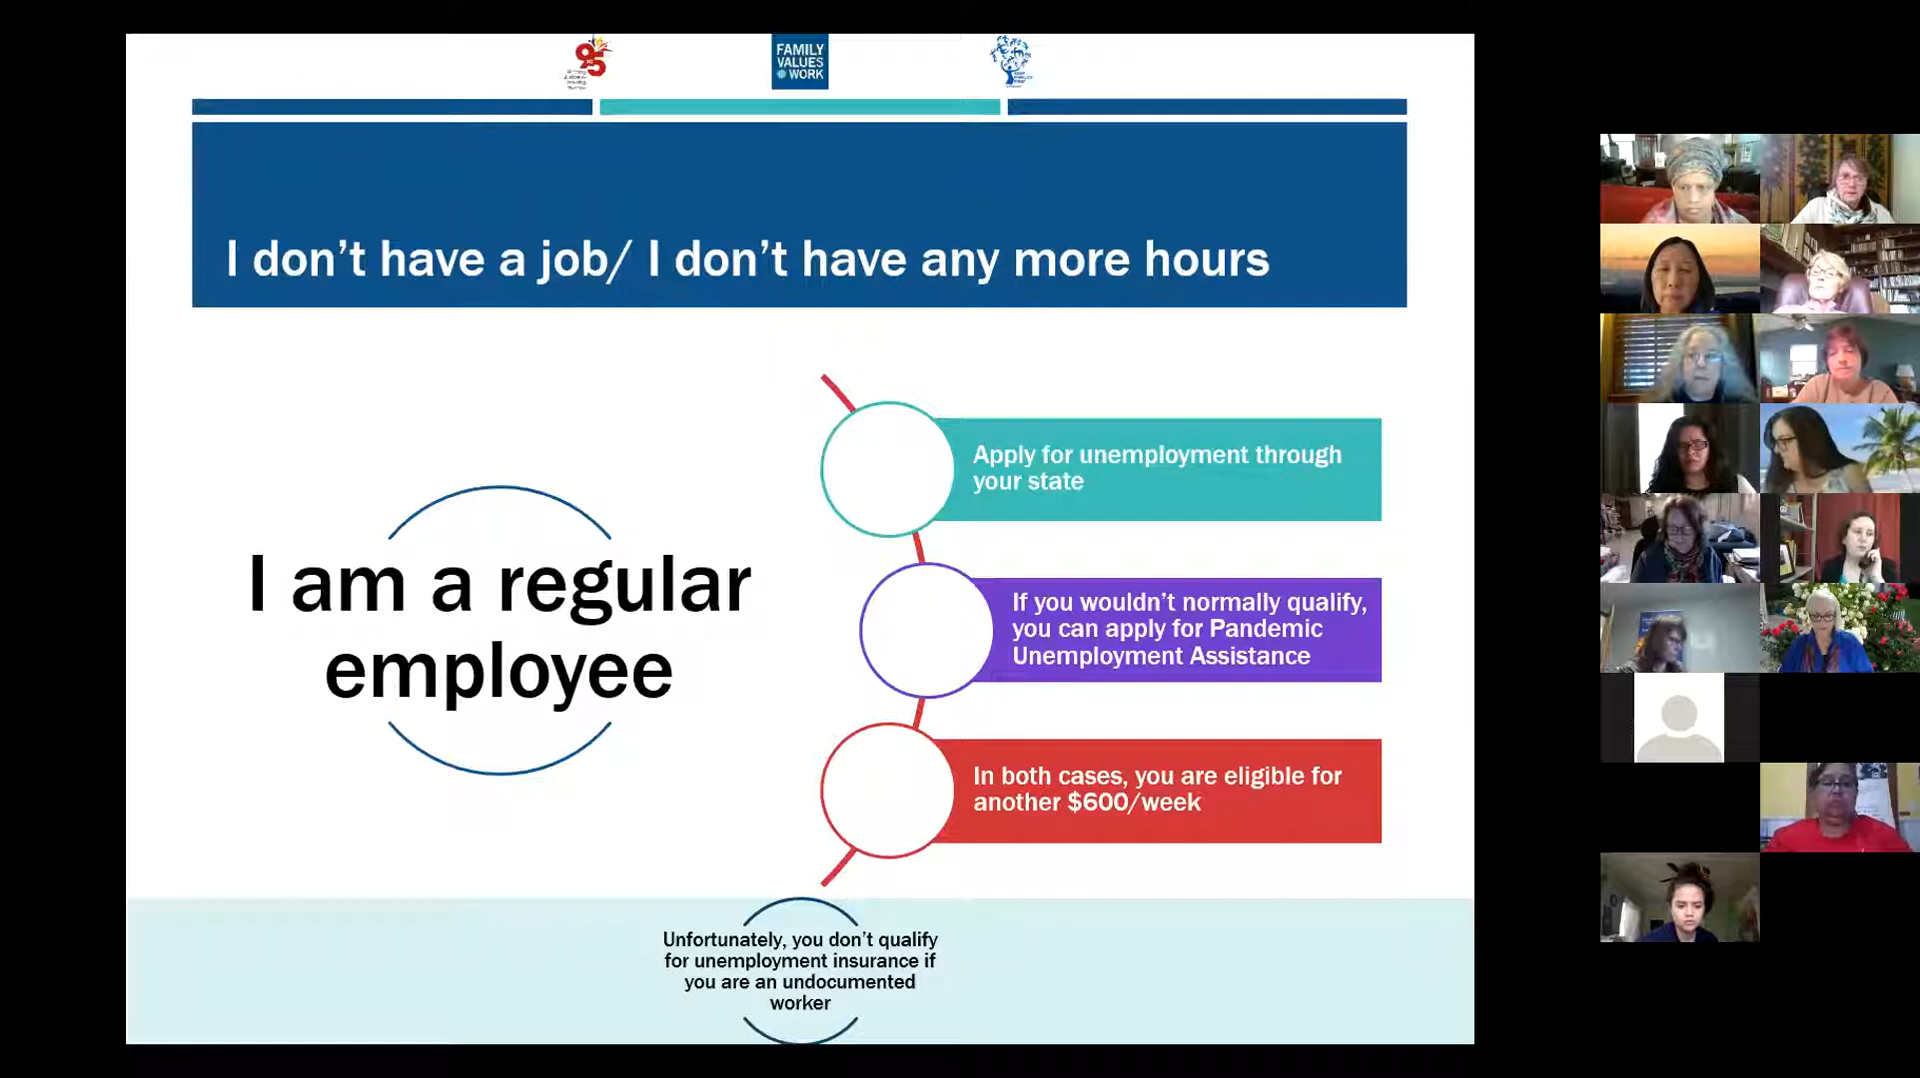 95
FAMILY
VALUES
@WORK
I don't have a job/ I don't have any more hours
I am a regular
employee
Apply for unemployment through
your state
If you wouldn't normally qualify,
you can apply for Pandemic
Unemployment Assistance
In both cases, you are eligible for
another $600/week
Unfortunately, you don't qualify
for unemployment insurance if
you are an undocumented
worker